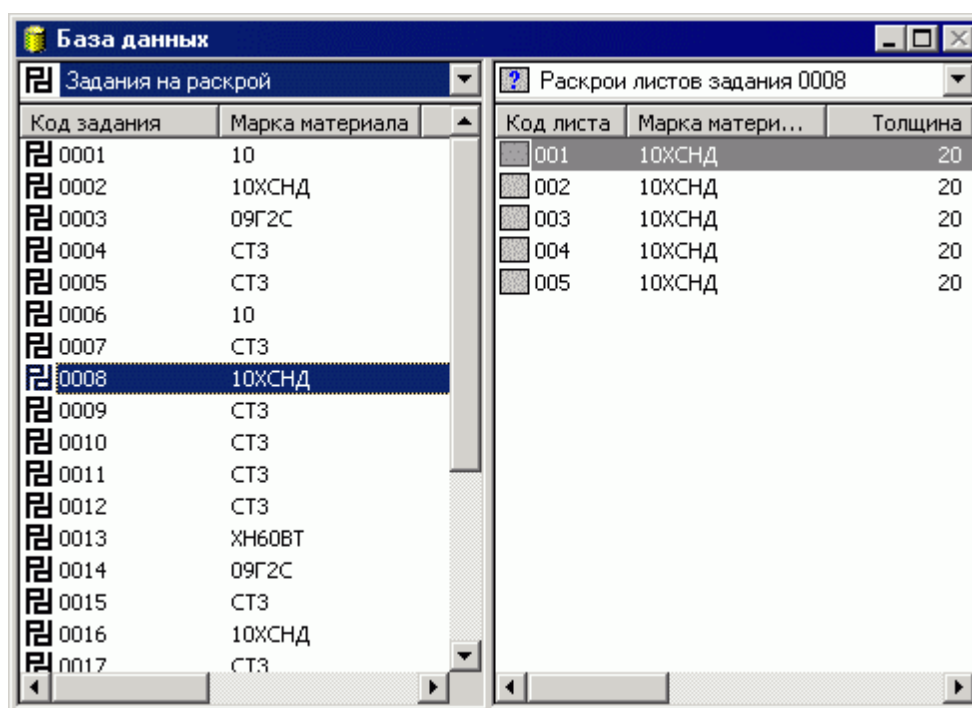 База данных
Задания на раскрой
Код задания Марка материала
0001 10
0002 10ХСНД
0003 09Г2С
0004 СТ3
0005 СТ3
0006 10
0007 СТ3
0008 10ХСНД
0009 СТ3
0010 СТ3
0011 СТ3
0012 СТ3
0013 ХН60ВТ
0014 09Г2С
0015 СТ3
0016 10ХСНД
0017 СТ3
Раскрои листов задания 0008
Код листа Марка матери... Толщина
001 10ХСНД 20
002 10ХСНД 20
003 10ХСНД 20
004 10ХСНД 20
005 10ХСНД 20